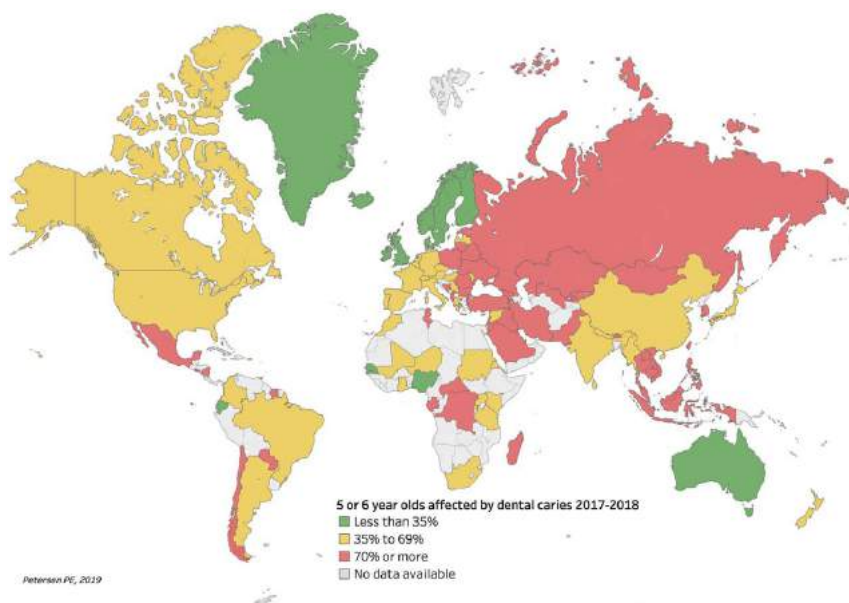 5 or 6 year olds affected by dental caries 2017-2018
Less than 35%
35% to 69%
70% or more
No data available
Petersen PE, 2019